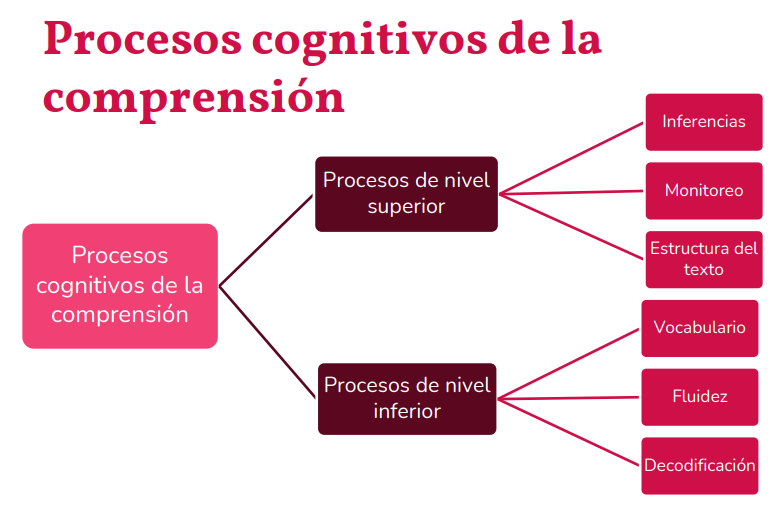 Procesos cognitivos de la
comprensión
Procesos
cognitivos de la
comprensión
Procesos de nivel
superior
Inferencias
Monitoreo
Estructura del
texto
Procesos de nivel
inferior
Vocabulario
Fluidez
Decodificación